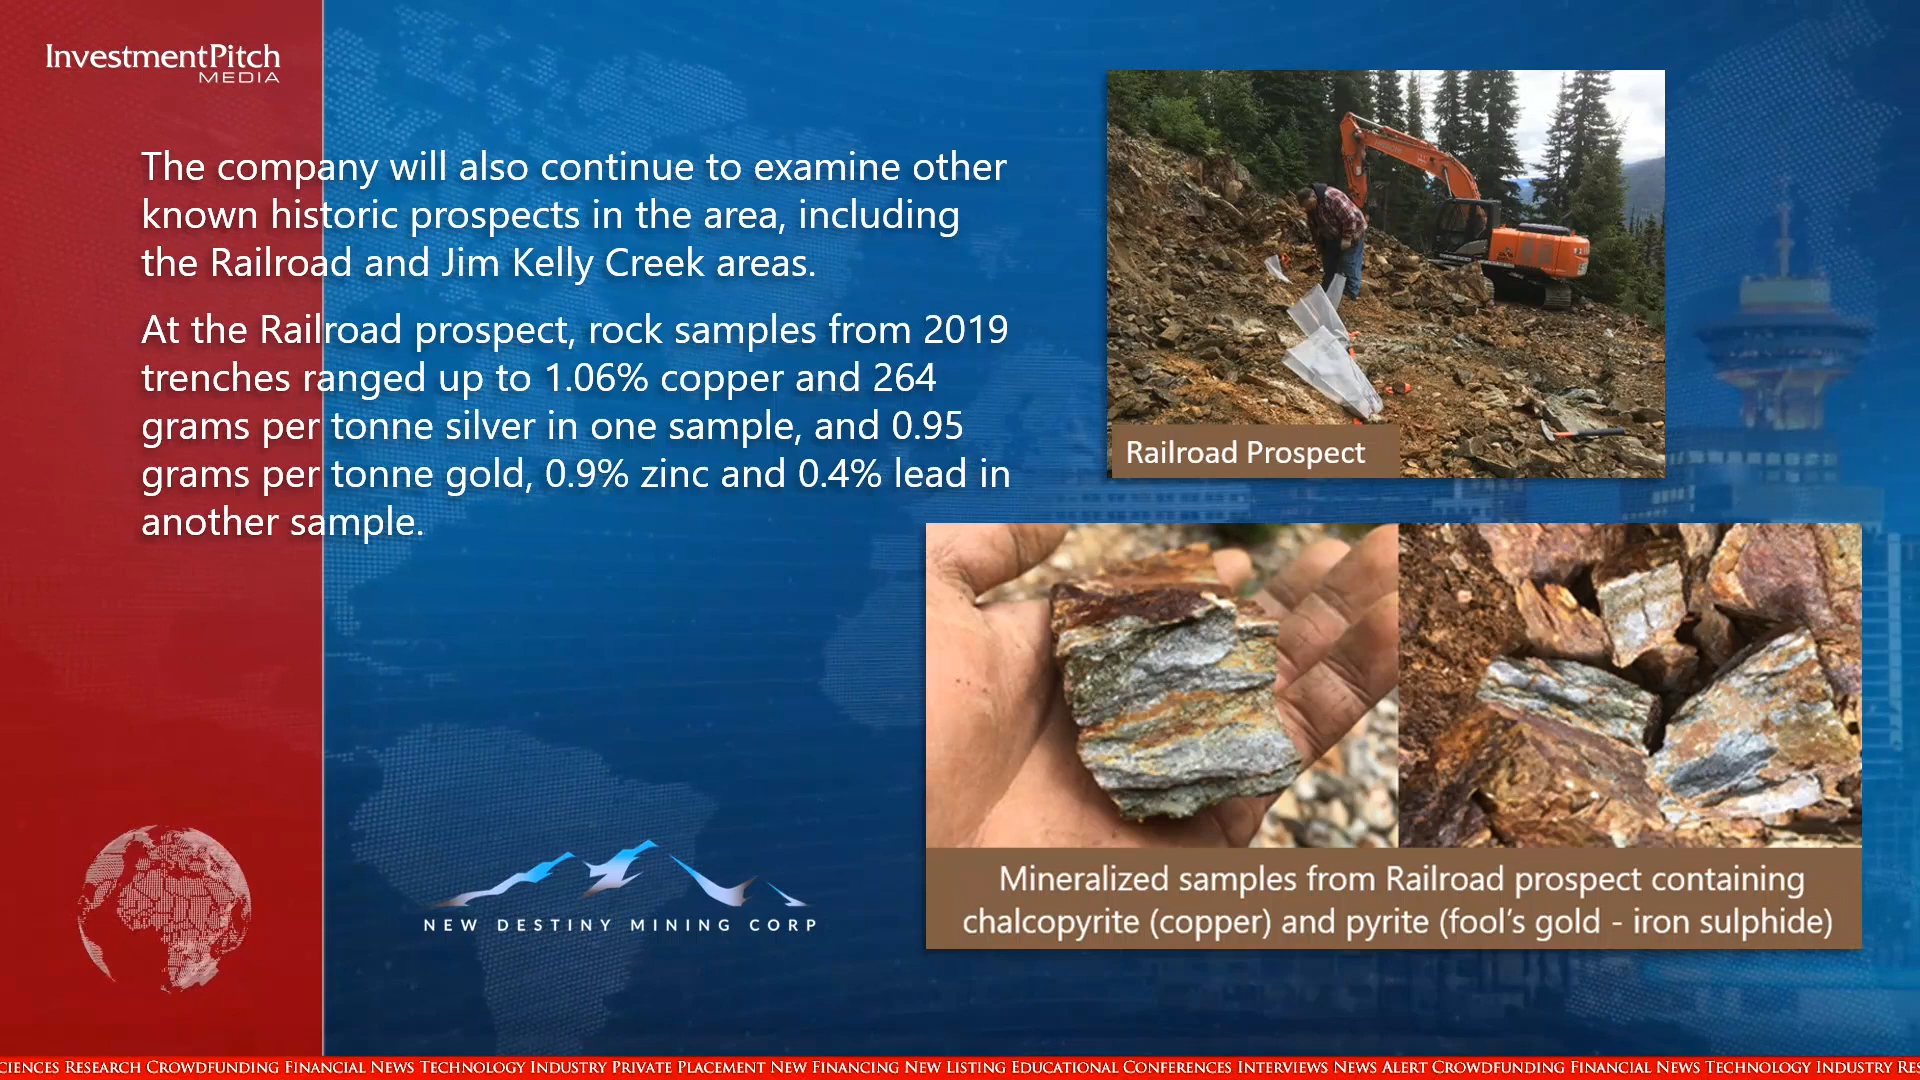 InvestmentPitch
MEDIA
The company will also continue to examine other
known historic prospects in the area, including
the Railroad and Jim Kelly Creek areas.
At the Railroad prospect, rock samples from 2019
trenches ranged up to 1.06% copper and 264
grams per tonne silver in one sample, and 0.95
grams per tonne gold, 0.9% zinc and 0.4% lead in
another sample.
Railroad Prospect
Mineralized samples from Railroad prospect containing
chalcopyrite (copper) and pyrite (fool's gold - iron sulphide)
NEW DESTINY MINING CORP
RESEARCH CROWDFUNDING FINANCIAL NEWS TECHNOLOGY INDUSTRY PRIVATE PLACEMENT NEW FINANCING NEW LISTING EDUCATIONAL CONFERENCES INTERVIEWS NEWS ALERT CROWDFUNDING FINANCIAL NEWS TECHNOLOGY INDUSTRY